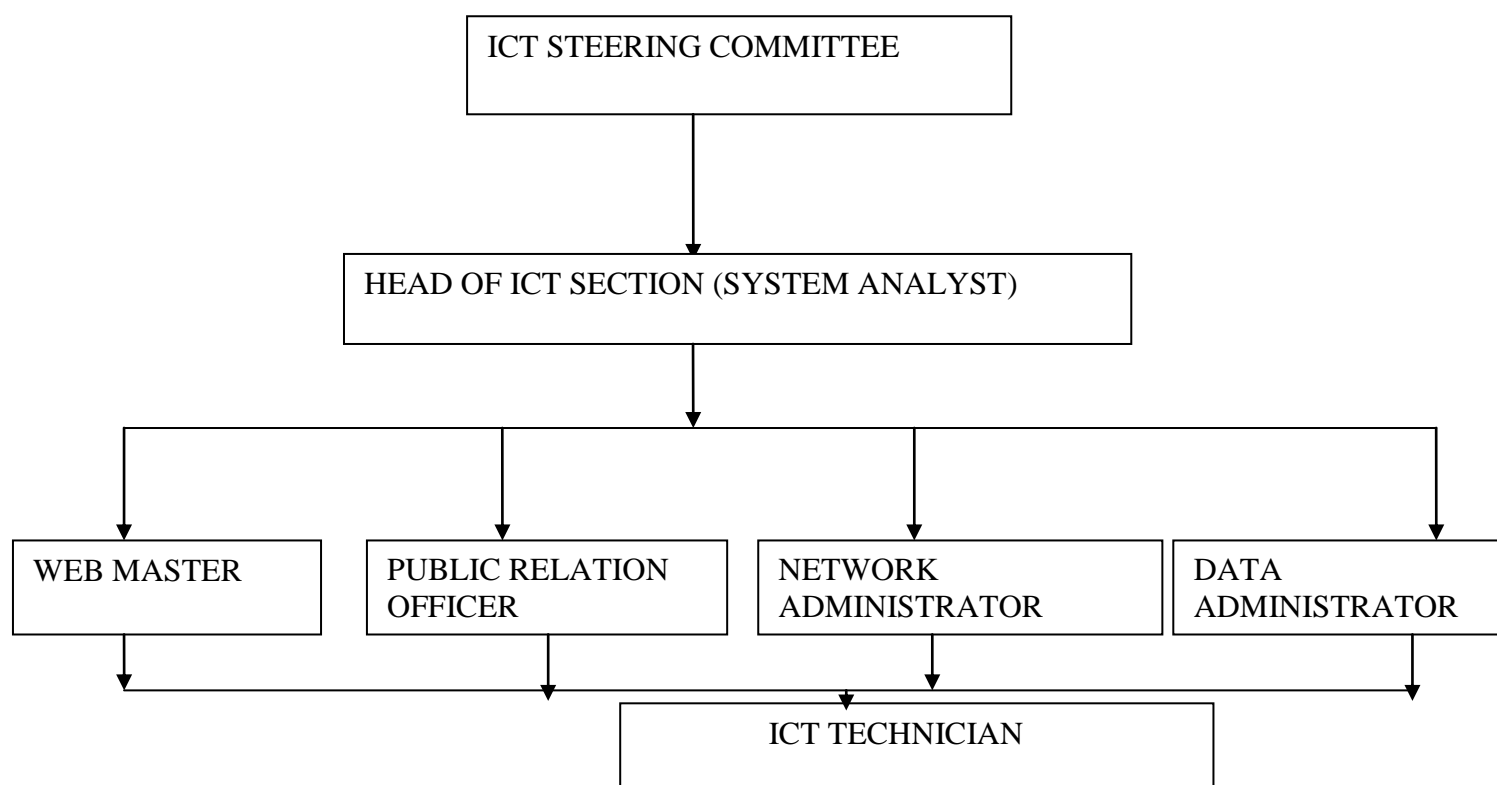 ICT STEERING COMMITTEE
HEAD OF ICT SECTION (SYSTEM ANALYST)
WEB MASTER
PUBLIC RELATION
OFFICER
NETWORK
ADMINISTRATOR
DATA
ADMINISTRATOR
ICT TECHNICIAN